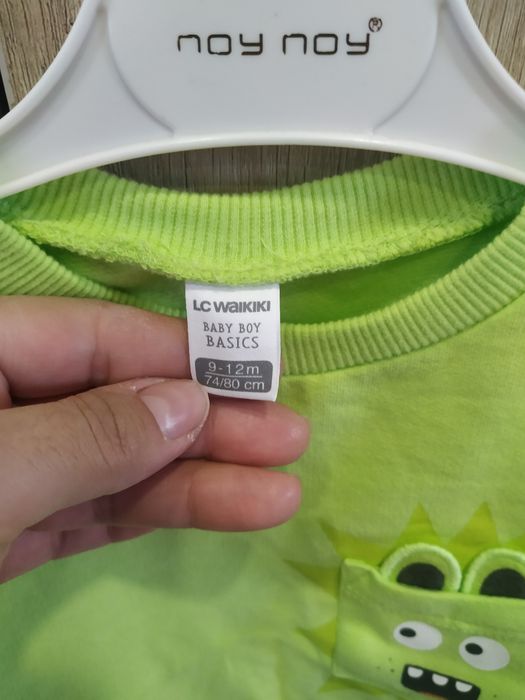 noy noy®
LC WAIKIKI
BABY BOY
BASICS
9-12m
74/80 cm